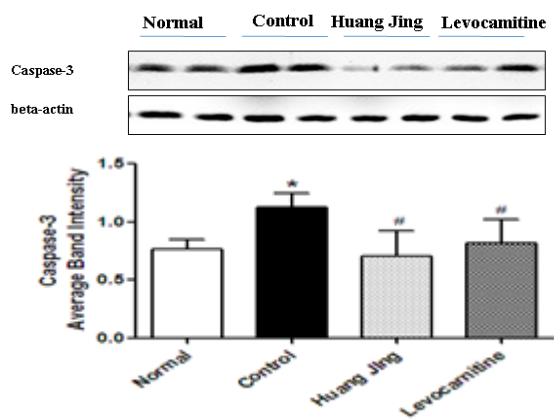 Normal Control Huang Jing Levocamitine
Caspase-3
beta-actin
Caspase-3
Average Band Intensity
1.5
1.0
0.5
0.0
*
#
#
Normal
Control
Huang Jing
Levocarnitine